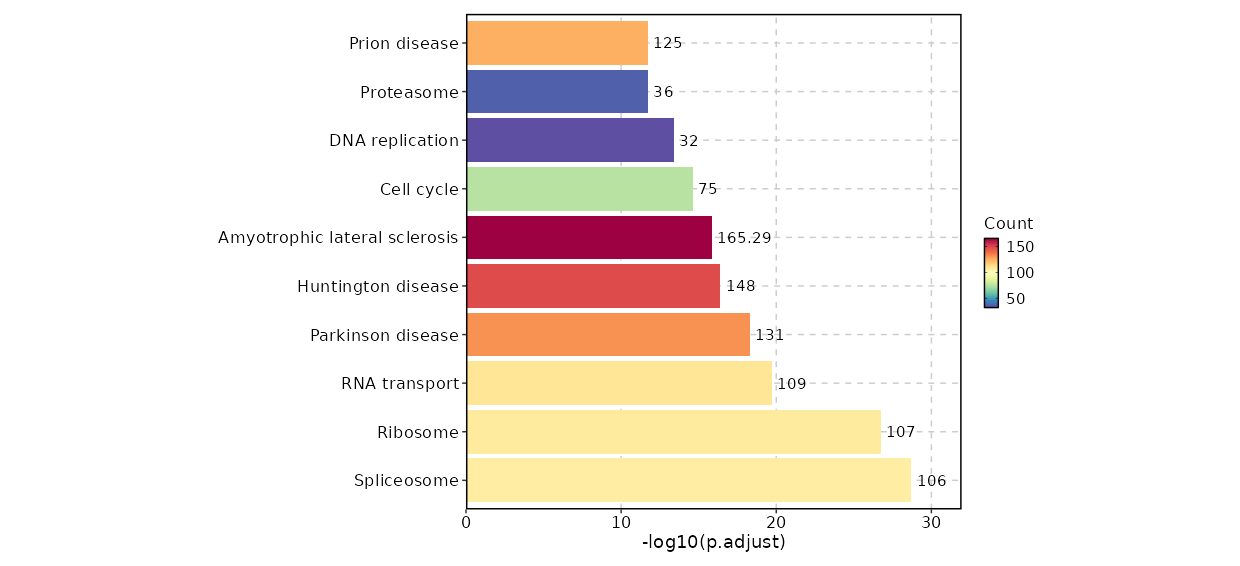 Prion disease 125
Proteasome 36
DNA replication 32
Cell cycle 75
Amyotrophic lateral sclerosis 165.29
Huntington disease 148
Parkinson disease 131
RNA transport 109
Ribosome 107
Spliceosome 106
0 10 20 30
-log10(p.adjust)
Count
150
100
50